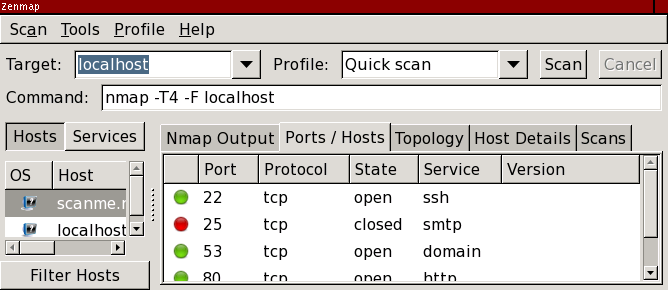 Zenmap
Scan Tools Profile Help
Target: localhost Profile: Quick scan Scan Cancel
Command: nmap -T4 -F localhost
Hosts Services Nmap Output Ports / Hosts Topology Host Details Scans
OS Host Port Protocol State Service Version
22 tcp open ssh
scanme.
25 tcp closed smtp
localhost
53 tcp open domain
Filter Hosts
80 tcp open http